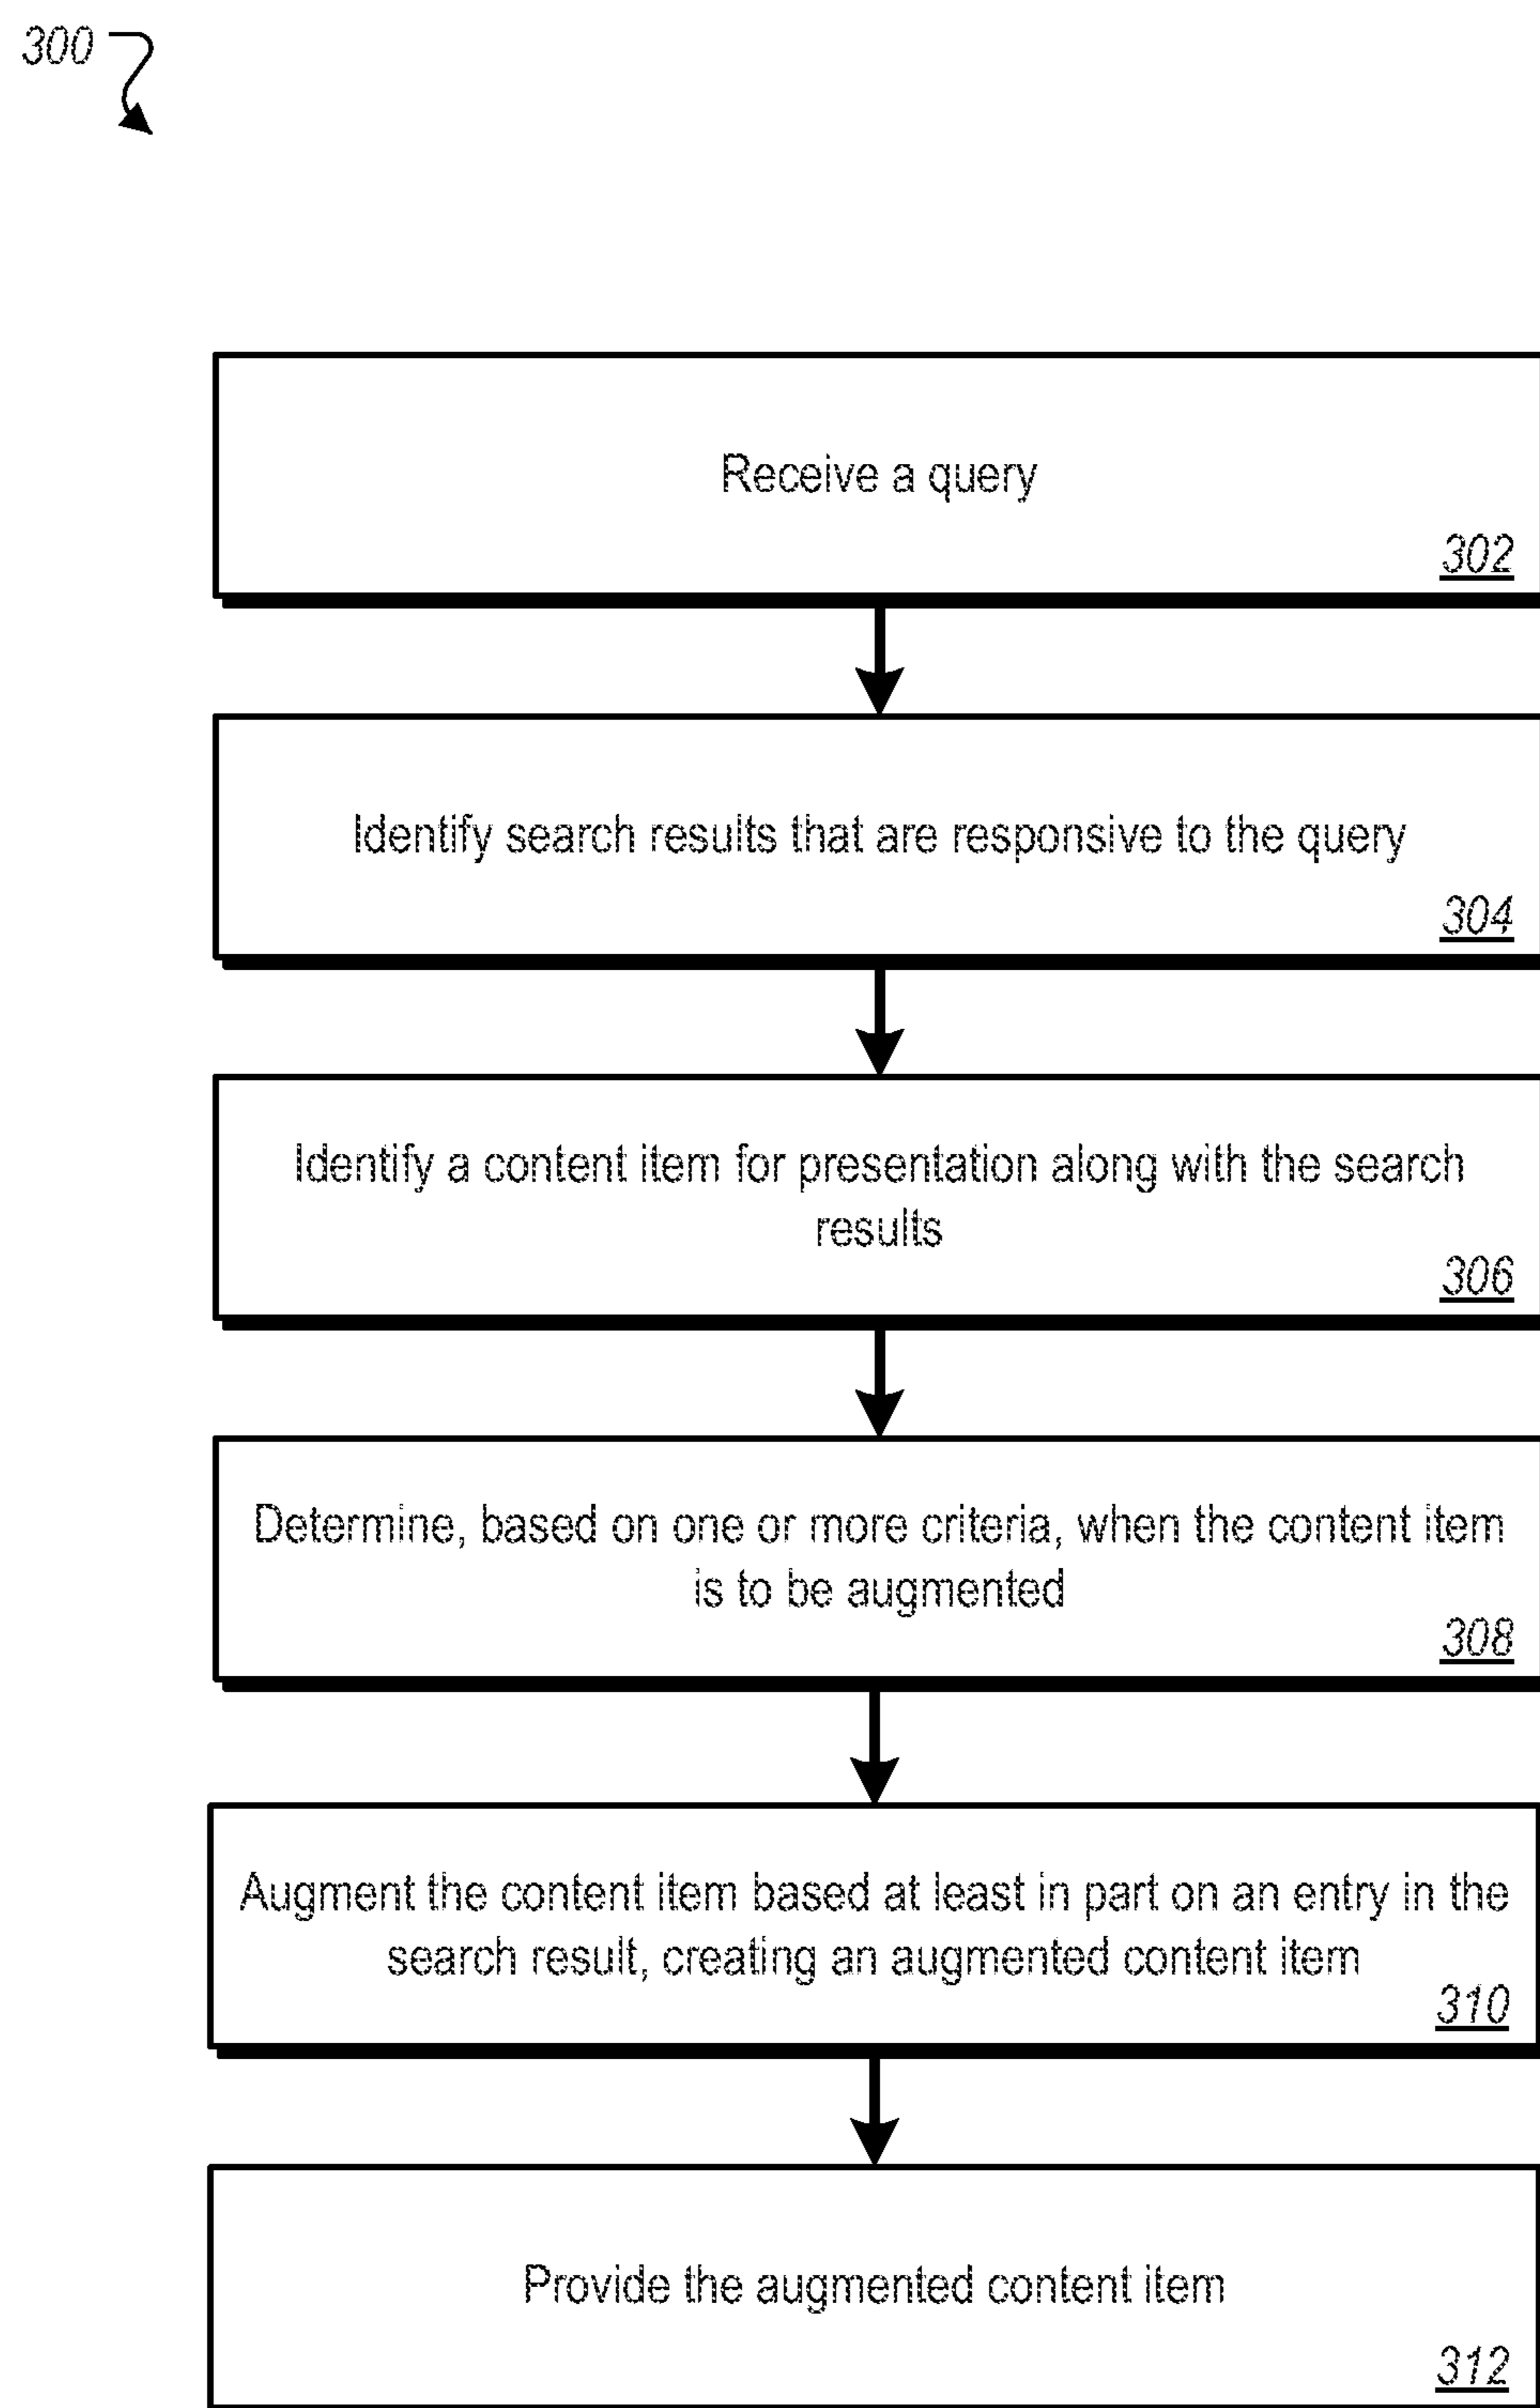 300
Receive a query
302
Identify search results that are responsive to the query
304
Identify a content item for presentation along with the search
results
306
Determine, based on one or more criteria, when the content item
is to be augmented
308
Augment the content item based at least in part on an entry in the
search result, creating an augmented content item
310
Provide the augmented content item
312